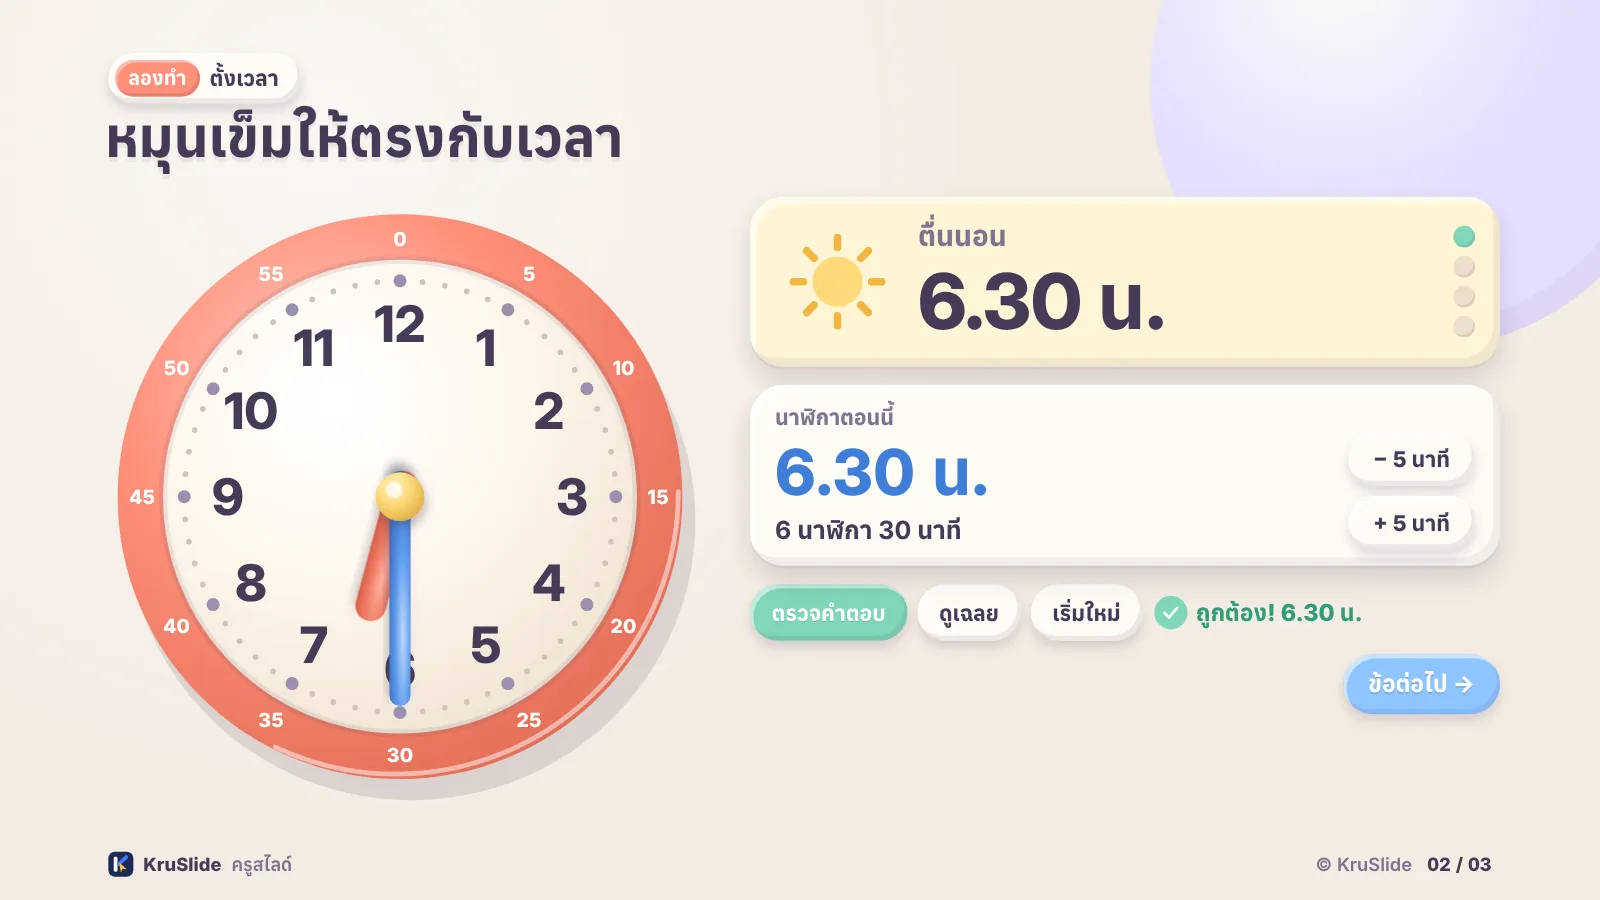 ลองทำ ตั้งเวลา
หมุนเข็มให้ตรงกับเวลา
0
5
10
15
20
25
30
35
40
45
50
55
12
1
2
3
4
5
6
7
8
9
10
11
ตื่นนอน
6.30 น.
นาฬิกาตอนนี้
6.30 น.
6 นาฬิกา 30 นาที
− 5 นาที
+ 5 นาที
ตรวจคำตอบ ดูเฉลย เริ่มใหม่ ถูกต้อง! 6.30 น.
ข้อต่อไป →
KruSlide ครูสไลด์
© KruSlide 02 / 03